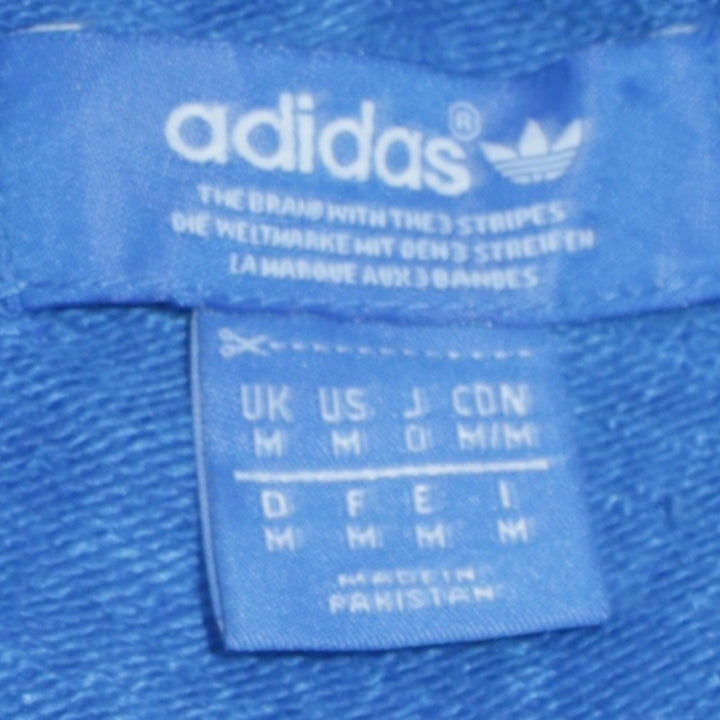 adidas®
THE BRAND WITH THE 3 STRIPES
DIE WELTMARKE MIT DEN 3 STREIFEN
LA MARQUE AUX 3 BANDES
UK US J CDN
M M O M/M
D F E I
M M M M
MADE IN
PAKISTAN